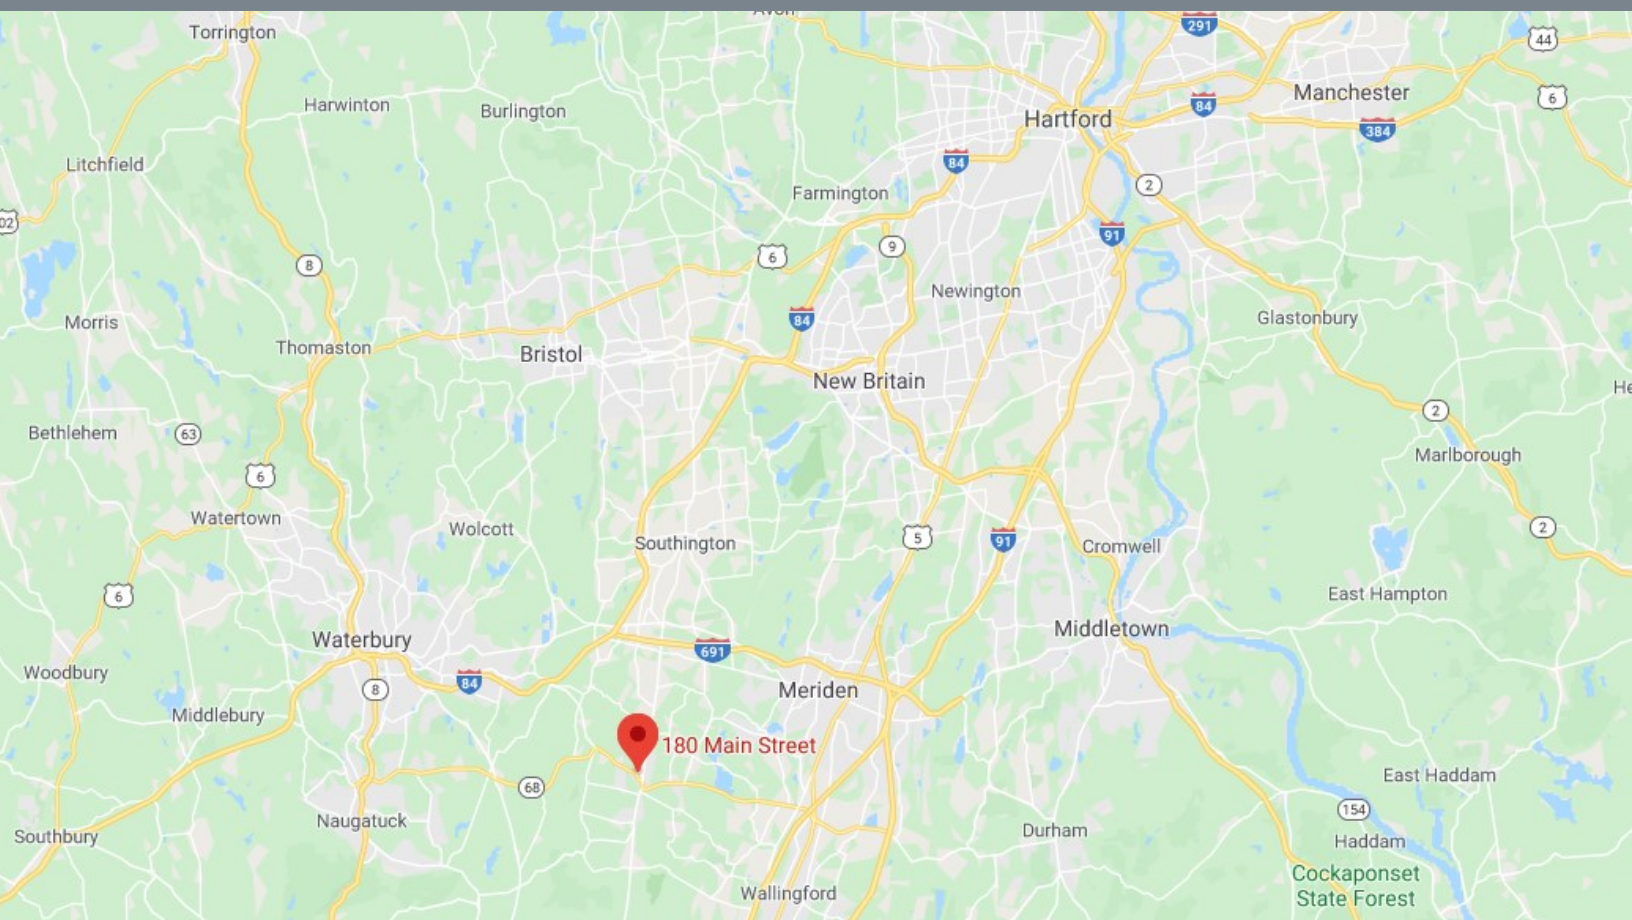 Avon
Torrington
291
44
Harwinton
Burlington
Manchester
6
84
Hartford
384
Litchfield
84
Farmington
2
02
91
9
6
8
Newington
Morris
84
Glastonbury
Thomaston
Bristol
New Britain
He
2
Bethlehem
63
Marlborough
6
Watertown
Wolcott
Southington
5
91
Cromwell
2
6
East Hampton
Waterbury
Middletown
691
Woodbury
84
8
Meriden
Middlebury
180 Main Street
68
East Haddam
154
Naugatuck
Southbury
Durham
Haddam
Wallingford
Cockaponset
State Forest